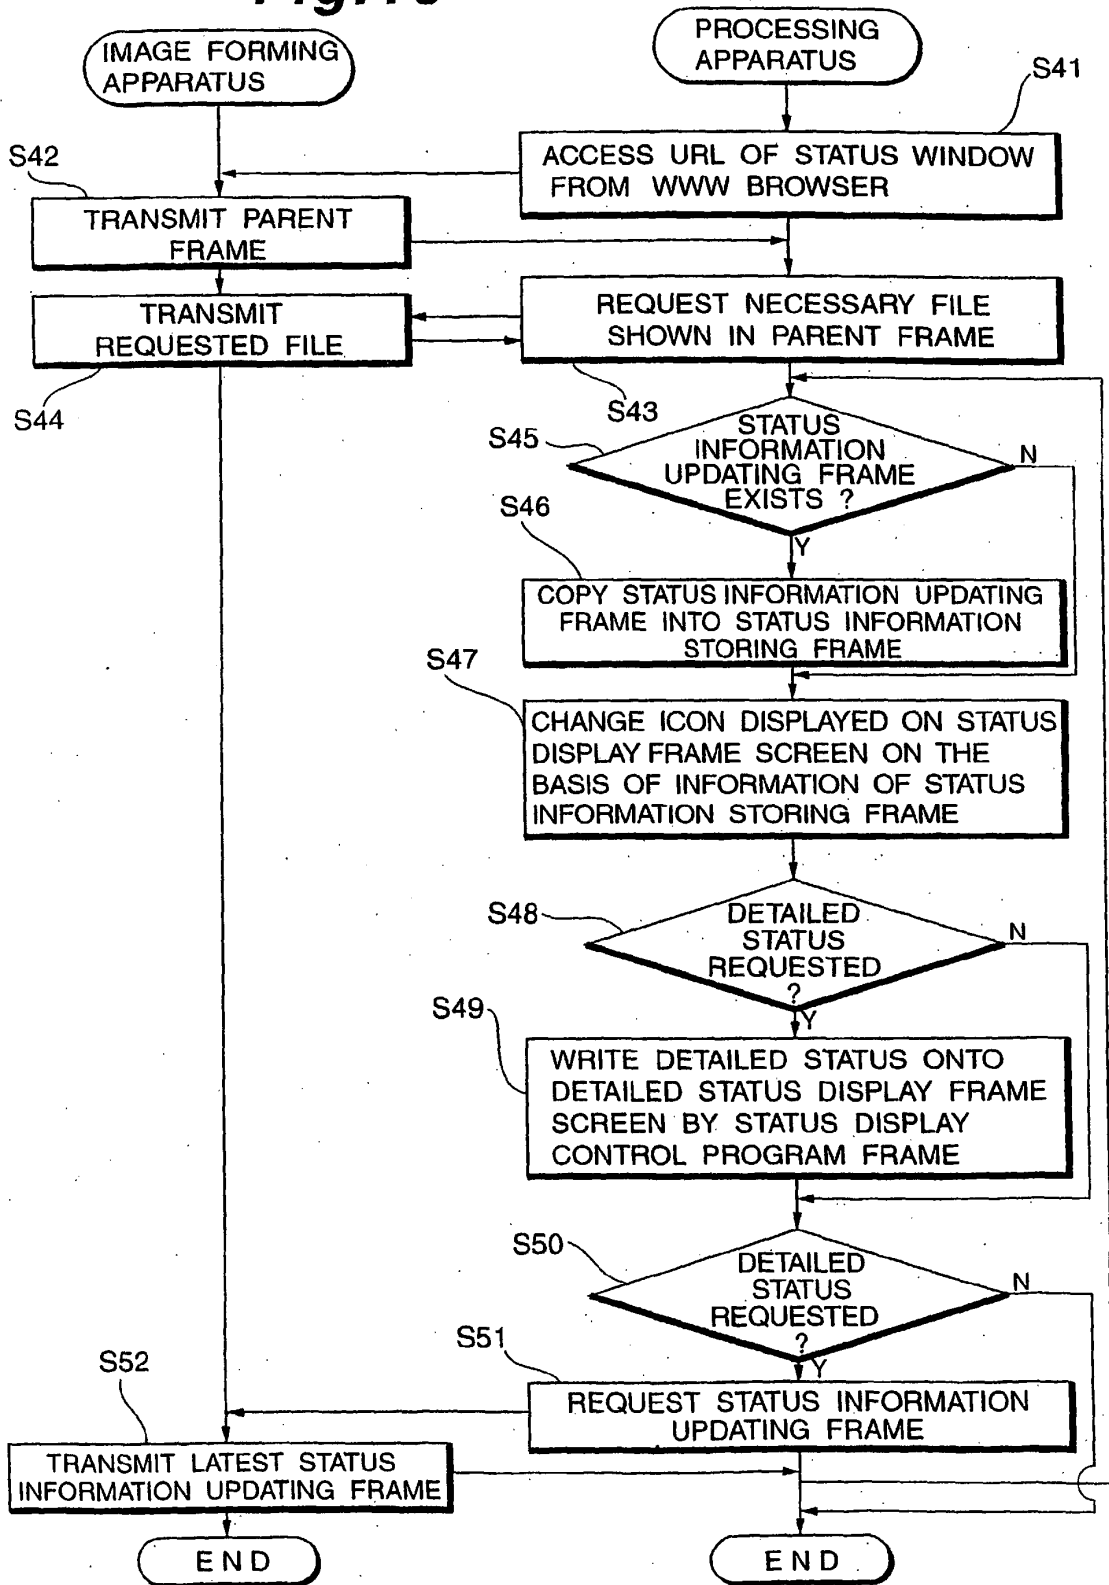 IMAGE FORMING
APPARATUS
PROCESSING
APPARATUS
S41
ACCESS URL OF STATUS WINDOW
FROM WWW BROWSER
S42
TRANSMIT PARENT
FRAME
REQUEST NECESSARY FILE
SHOWN IN PARENT FRAME
S43
TRANSMIT
REQUESTED FILE
S44
S45
STATUS
INFORMATION
UPDATING FRAME
EXISTS ?
N
Y
S46
COPY STATUS INFORMATION UPDATING
FRAME INTO STATUS INFORMATION
STORING FRAME
S47
CHANGE ICON DISPLAYED ON STATUS
DISPLAY FRAME SCREEN ON THE
BASIS OF INFORMATION OF STATUS
INFORMATION STORING FRAME
S48
DETAILED
STATUS
REQUESTED
?
N
Y
S49
WRITE DETAILED STATUS ONTO
DETAILED STATUS DISPLAY FRAME
SCREEN BY STATUS DISPLAY
CONTROL PROGRAM FRAME
S50
DETAILED
STATUS
REQUESTED
?
N
Y
S51
REQUEST STATUS INFORMATION
UPDATING FRAME
S52
TRANSMIT LATEST STATUS
INFORMATION UPDATING FRAME
END
END